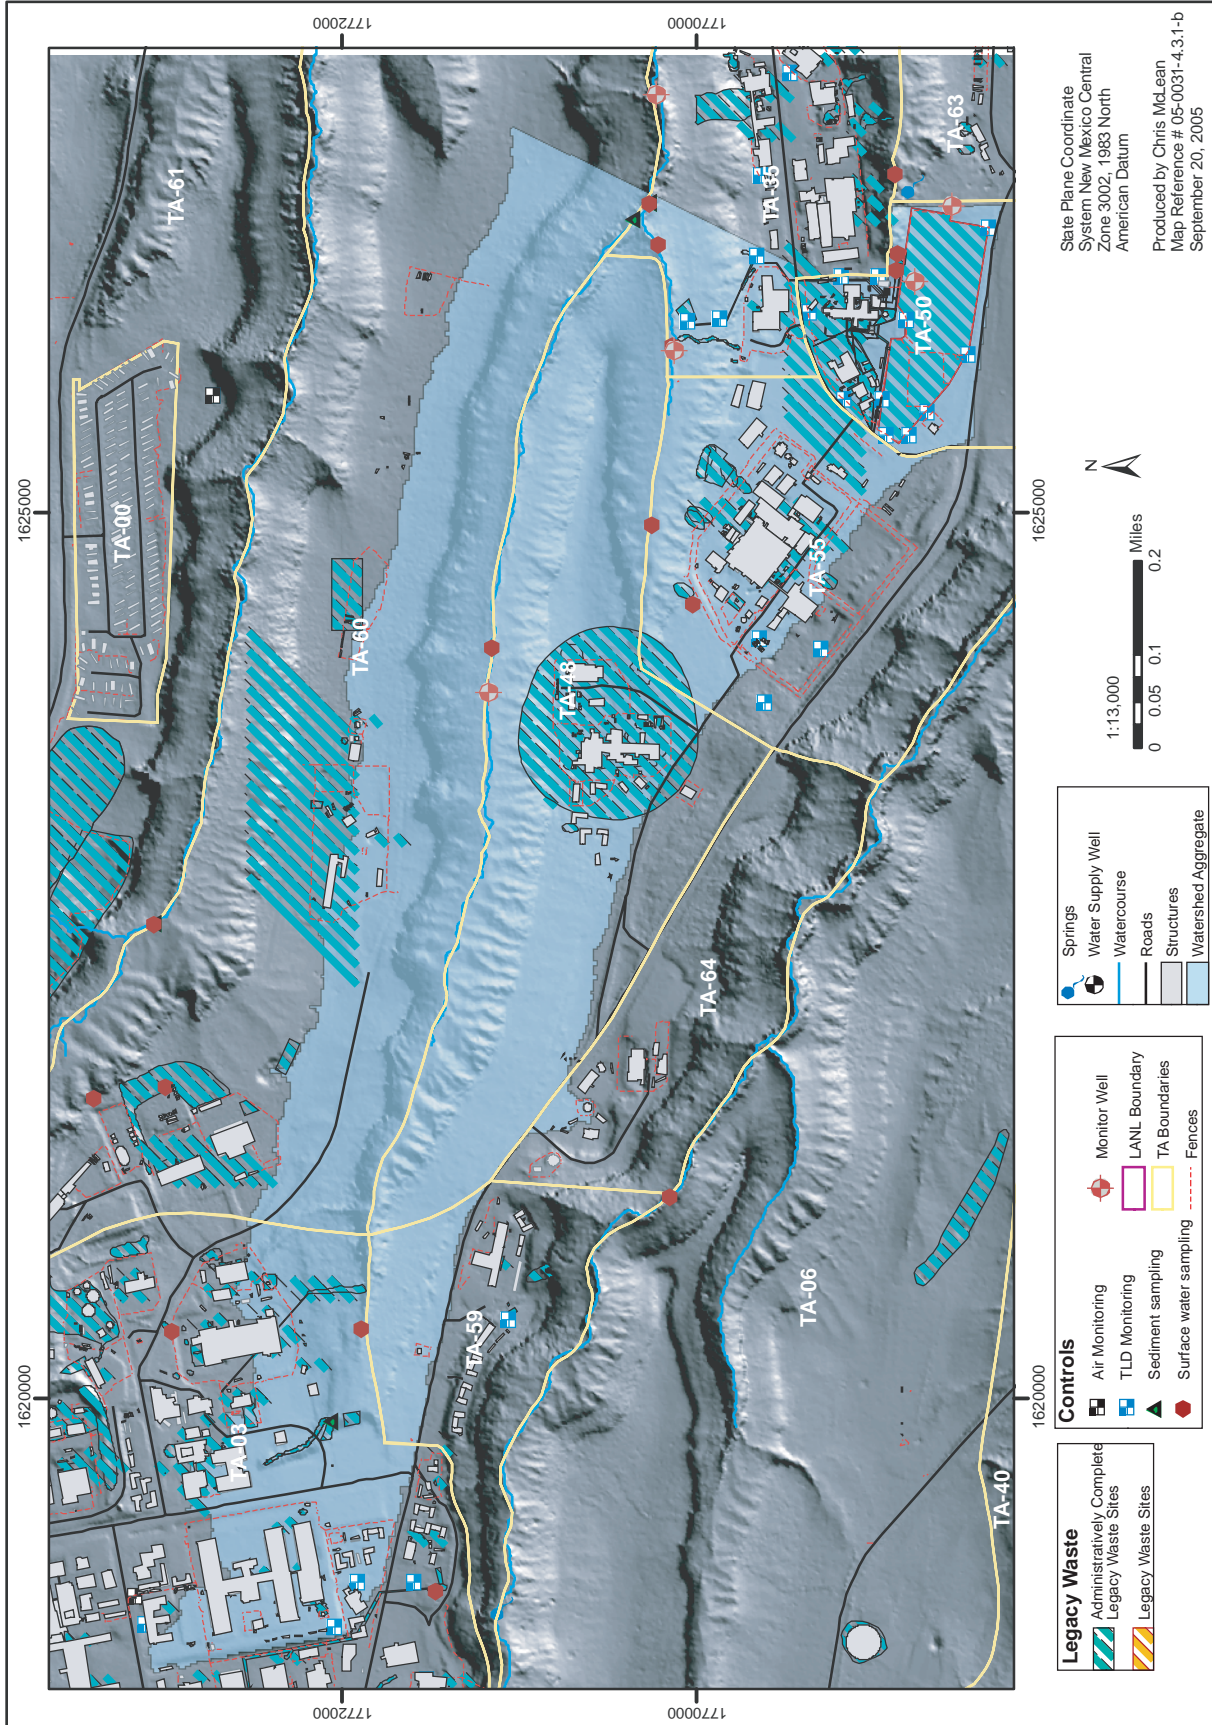 1620000
1625000
1772000
1772000
1770000
1770000
TA-03
TA-59
TA-60
TA-00
TA-61
TA-64
TA-48
TA-55
TA-35
TA-50
TA-63
TA-06
TA-40
1620000
1625000
Legacy Waste
Administratively Complete
Legacy Waste Sites
Legacy Waste Sites
Controls
Air Monitoring
TLD Monitoring
Sediment sampling
Surface water sampling
Monitor Well
LANL Boundary
TA Boundaries
Fences
Springs
Water Supply Well
Watercourse
Roads
Structures
Watershed Aggregate
1:13,000
Miles
0
0.05
0.1
0.2
N
State Plane Coordinate
System New Mexico Central
Zone 3002, 1983 North
American Datum
Produced by Chris McLean
Map Reference # 05-0031-4.3.1-b
September 20, 2005